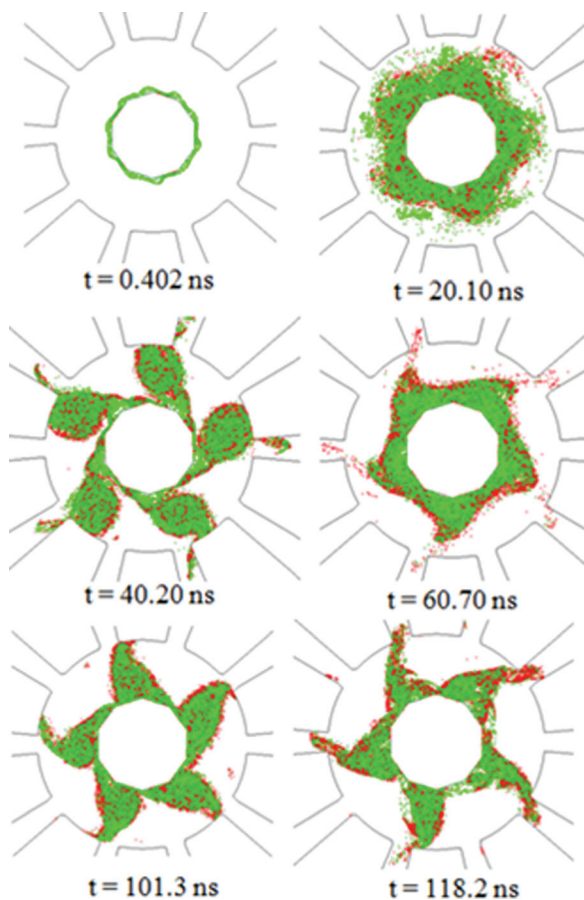 t = 0.402 ns
t = 20.10 ns
t = 40.20 ns
t = 60.70 ns
t = 101.3 ns
t = 118.2 ns